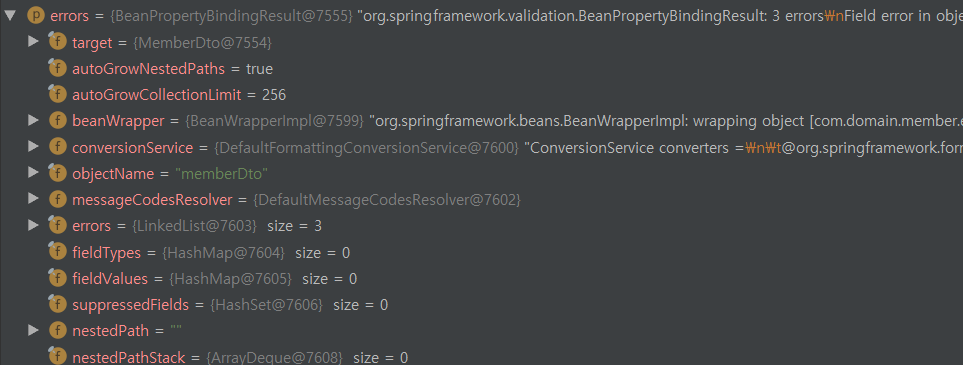 p errors = {BeanPropertyBindingResult@7555} "org.springframework.validation.BeanPropertyBindingResult: 3 errors₩nField error in obje
f target = {MemberDto@7554}
f autoGrowNestedPaths = true
f autoGrowCollectionLimit = 256
f beanWrapper = {BeanWrapperImpl@7599} "org.springframework.beans.BeanWrapperImpl: wrapping object [com.domain.member.e
f conversionService = {DefaultFormattingConversionService@7600} "ConversionService converters =₩n₩t@org.springframework.form
f objectName = "memberDto"
f messageCodesResolver = {DefaultMessageCodesResolver@7602}
f errors = {LinkedList@7603} size = 3
f fieldTypes = {HashMap@7604} size = 0
f fieldValues = {HashMap@7605} size = 0
f suppressedFields = {HashSet@7606} size = 0
f nestedPath = ""
f nestedPathStack = {ArrayDeque@7608} size = 0